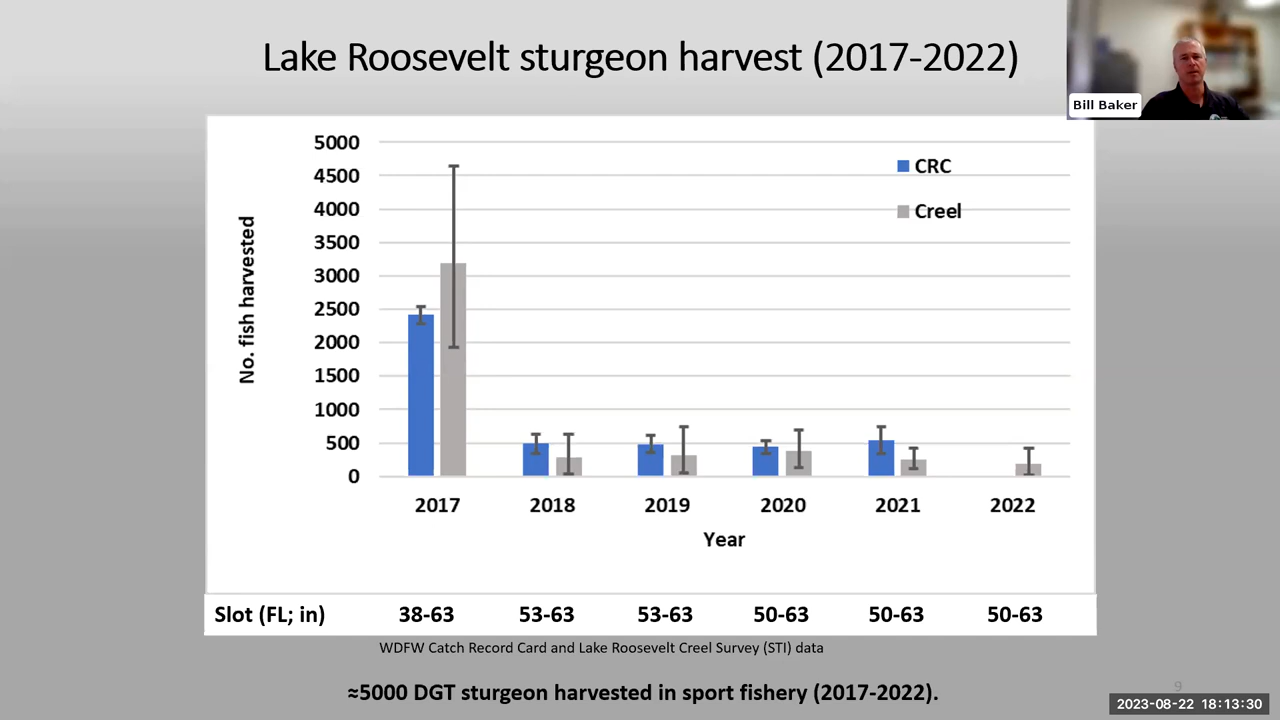 Lake Roosevelt sturgeon harvest (2017-2022)
Bill Baker
5000
4500
4000
3500
3000
2500
2000
1500
1000
500
0
No. fish harvested
CRC
Creel
2017 2018 2019 2020 2021 2022
Year
Slot (FL; in) 38-63 53-63 53-63 50-63 50-63 50-63
WDFW Catch Record Card and Lake Roosevelt Creel Survey (STI) data
≈5000 DGT sturgeon harvested in sport fishery (2017-2022).
9
2023-08-22 18:13:30